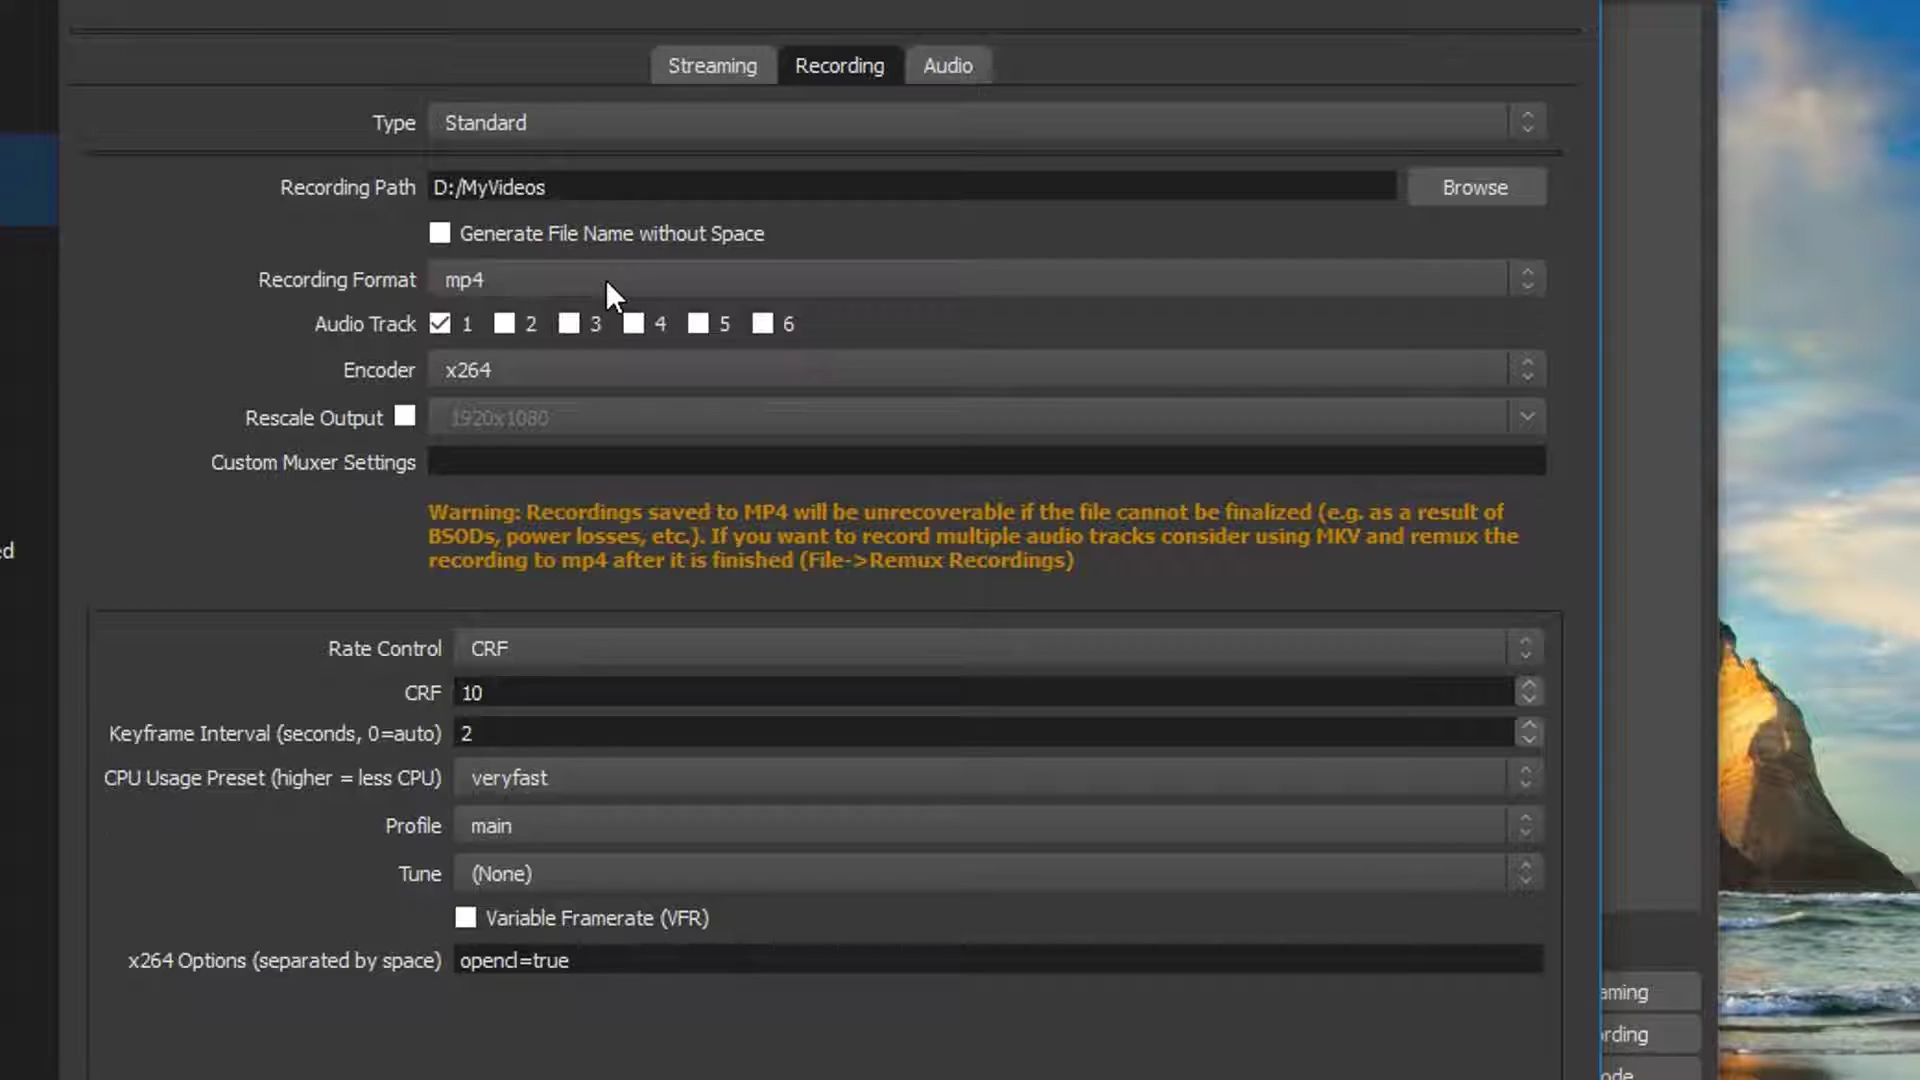 Streaming Recording Audio
Type Standard
Recording Path D:/MyVideos Browse
Generate File Name without Space
Recording Format mp4
Audio Track 1 2 3 4 5 6
Encoder x264
Rescale Output 1920x1080
Custom Muxer Settings
Warning: Recordings saved to MP4 will be unrecoverable if the file cannot be finalized (e.g. as a result of
BSODs, power losses, etc.). If you want to record multiple audio tracks consider using MKV and remux the
recording to mp4 after it is finished (File->Remux Recordings)
ed
Rate Control CRF
CRF 10
Keyframe Interval (seconds, 0=auto) 2
CPU Usage Preset (higher = less CPU) veryfast
Profile main
Tune (None)
Variable Framerate (VFR)
x264 Options (separated by space) opencl=true
aming
ording
ode